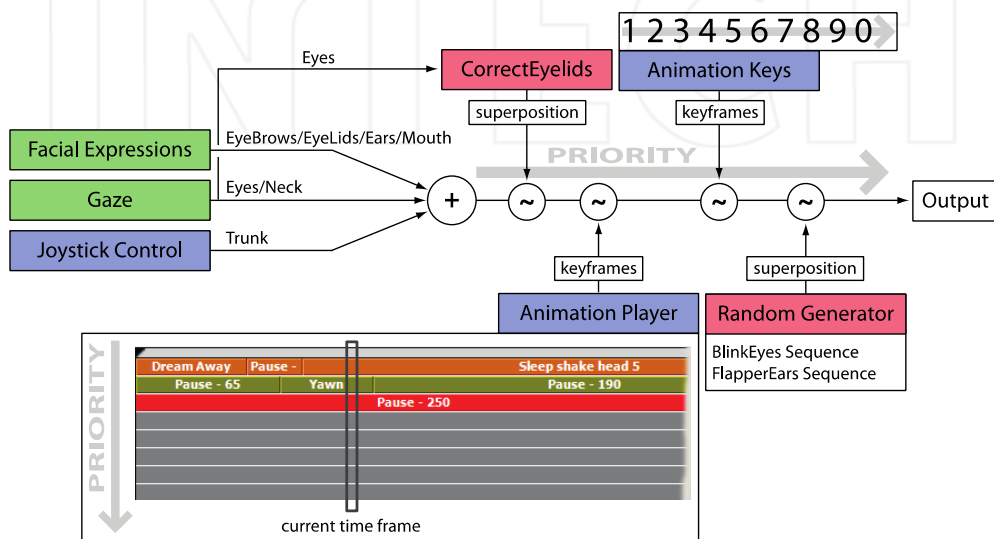 INTECH
1 2 3 4 5 6 7 8 9 0
Eyes
CorrectEyelids
Animation Keys
superposition
keyframes
EyeBrows/EyeLids/Ears/Mouth
Facial Expressions
PRIORITY
Gaze
Eyes/Neck
+
~
~
~
~
Output
Joystick Control
Trunk
keyframes
superposition
Animation Player
Random Generator
BlinkEyes Sequence
FlapperEars Sequence
PRIORITY
Dream Away
Pause -
Sleep shake head 5
Pause - 65
Yawn
Pause - 190
Pause - 250
current time frame